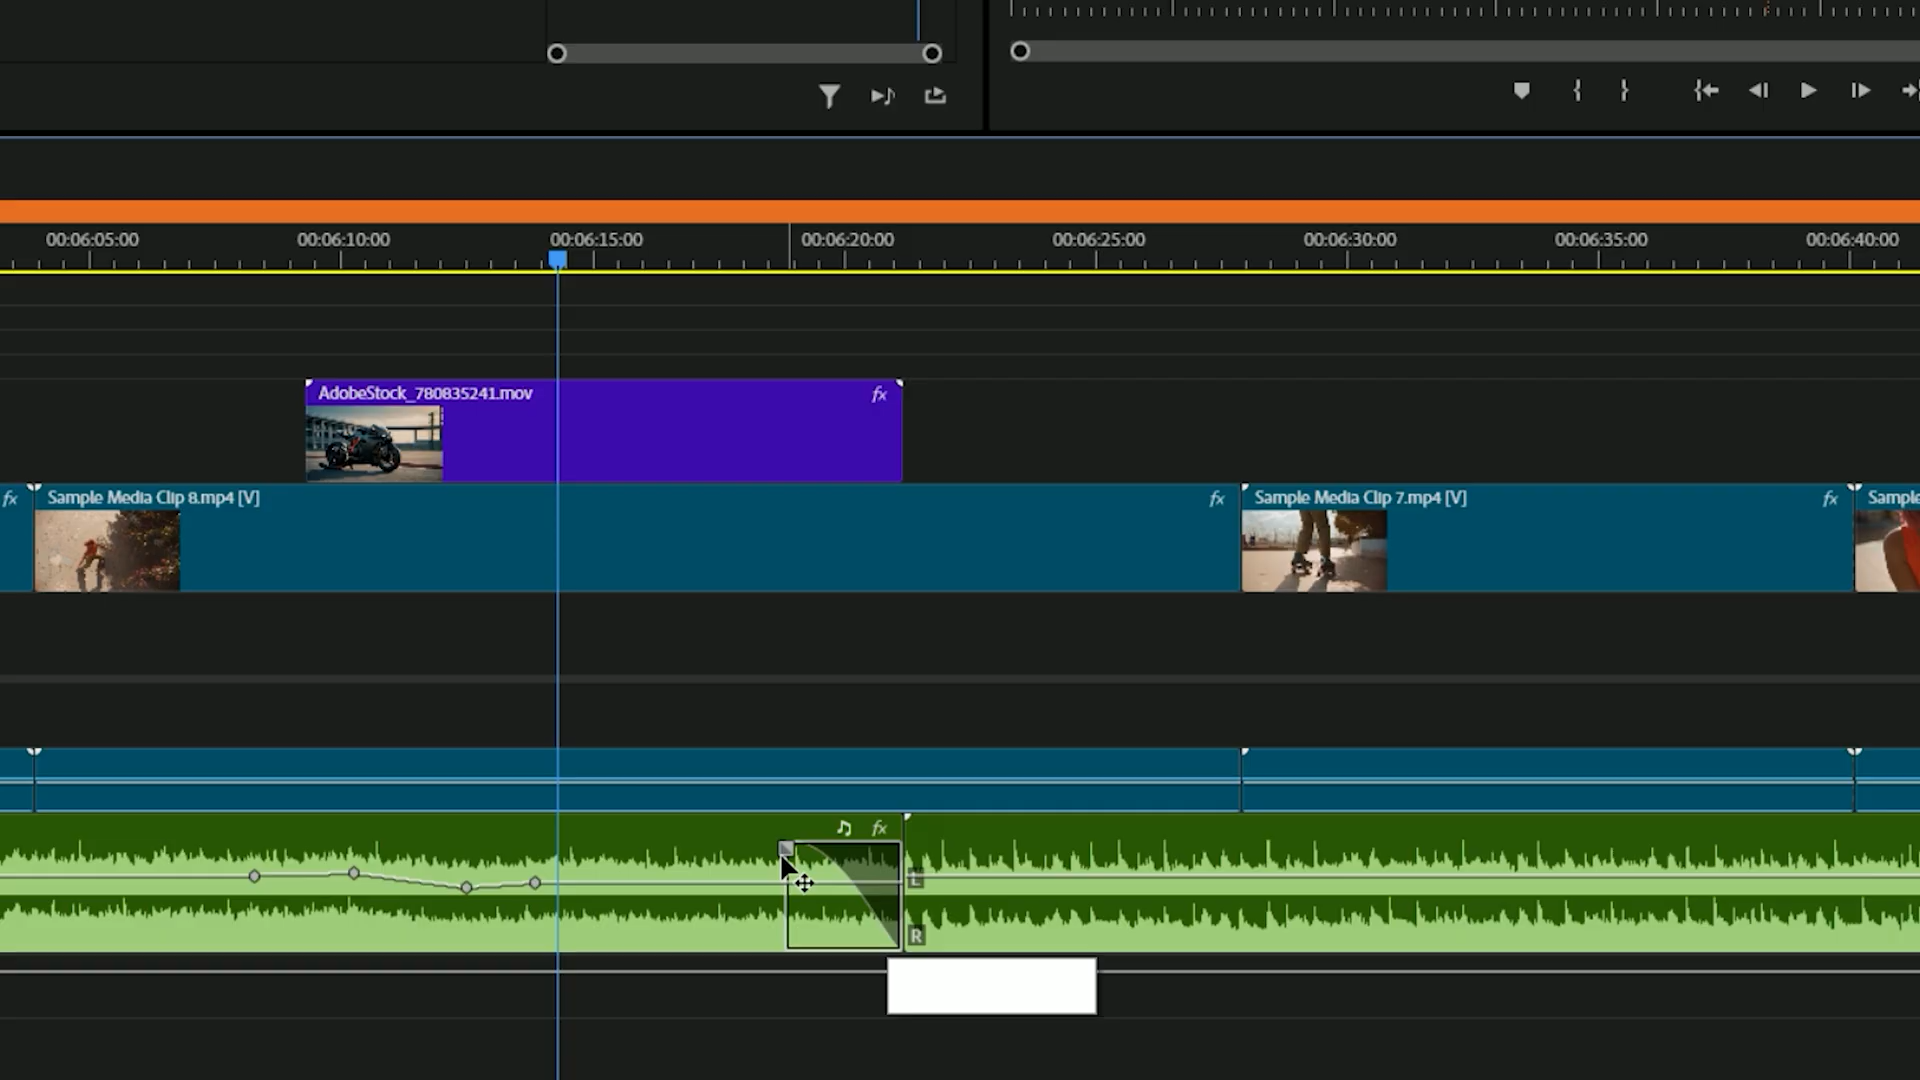 00:06:05:00 00:06:10:00 00:06:15:00 00:06:20:00 00:06:25:00 00:06:30:00 00:06:35:00 00:06:40:00
AdobeStock_780835241.mov fx
fx Sample Media Clip 8.mp4 [V] fx Sample Media Clip 7.mp4 [V] fx Sample
fx
L
R